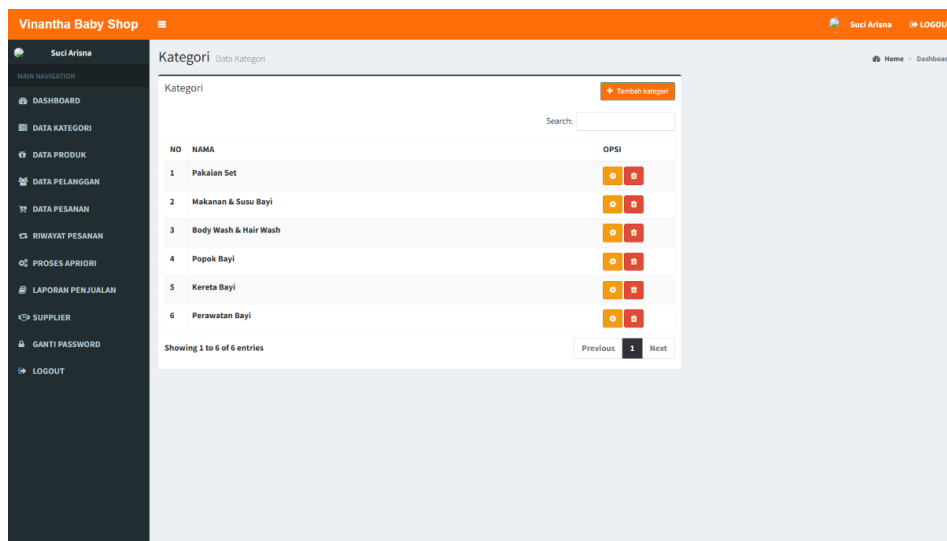 Vinantha Baby Shop
Suci Arisna
LOGOU
Suci Arisna
MAIN NAVIGATION
DASHBOARD
DATA KATEGORI
DATA PRODUK
DATA PELANGGAN
DATA PESANAN
RIWAYAT PESANAN
PROSES APRIORI
LAPORAN PENJUALAN
SUPPLIER
GANTI PASSWORD
LOGOUT
Kategori Data Kategori
Home > Dashboar
Kategori
+ Tambah kategori
Search:
NO NAMA OPSI
1 Pakaian Set
2 Makanan & Susu Bayi
3 Body Wash & Hair Wash
4 Popok Bayi
5 Kereta Bayi
6 Perawatan Bayi
Showing 1 to 6 of 6 entries
Previous 1 Next